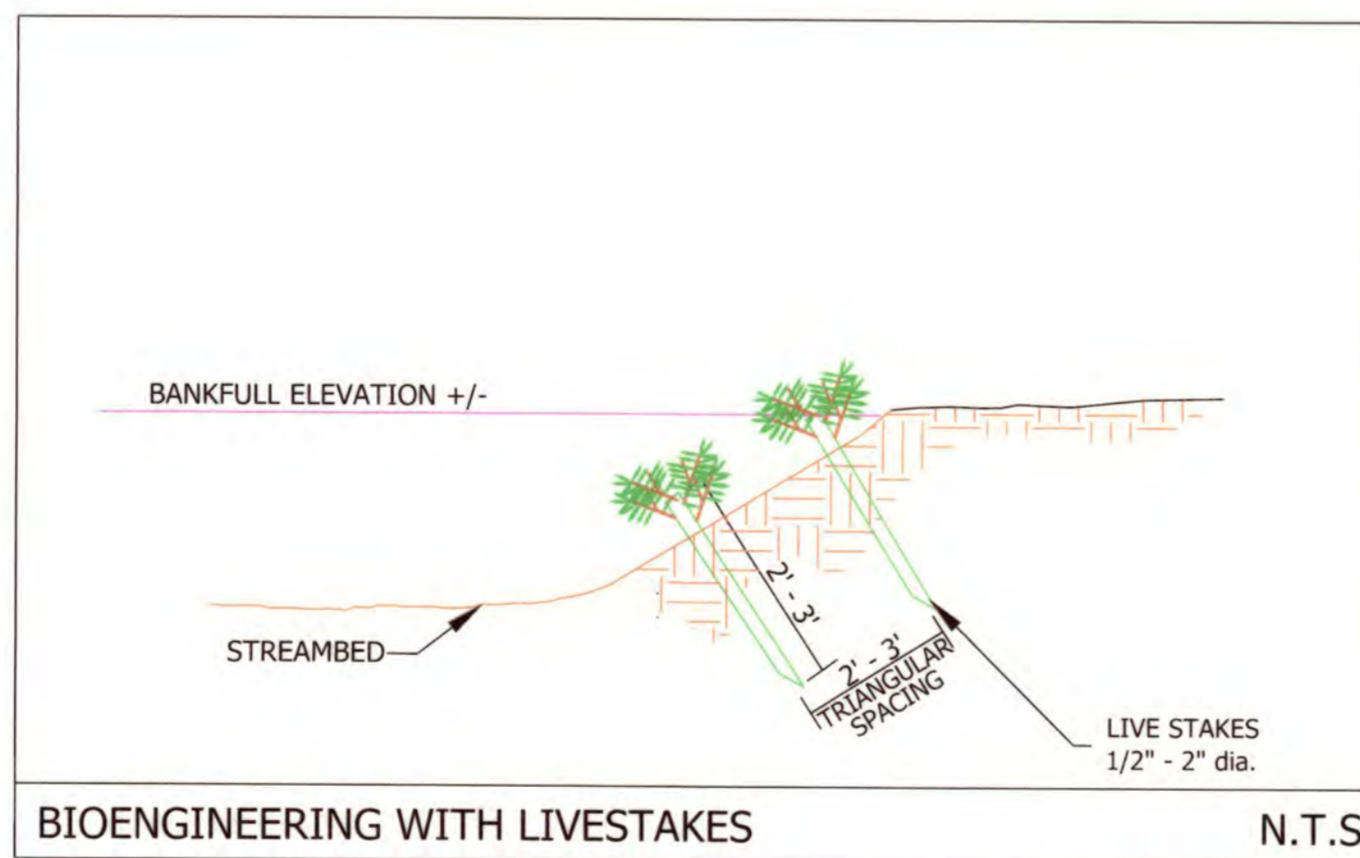 BANKFULL ELEVATION +/-
2' - 3'
STREAMBED
2' - 3'
TRIANGULAR
SPACING
LIVE STAKES
1/2" - 2" dia.
BIOENGINEERING WITH LIVESTAKES
N.T.S